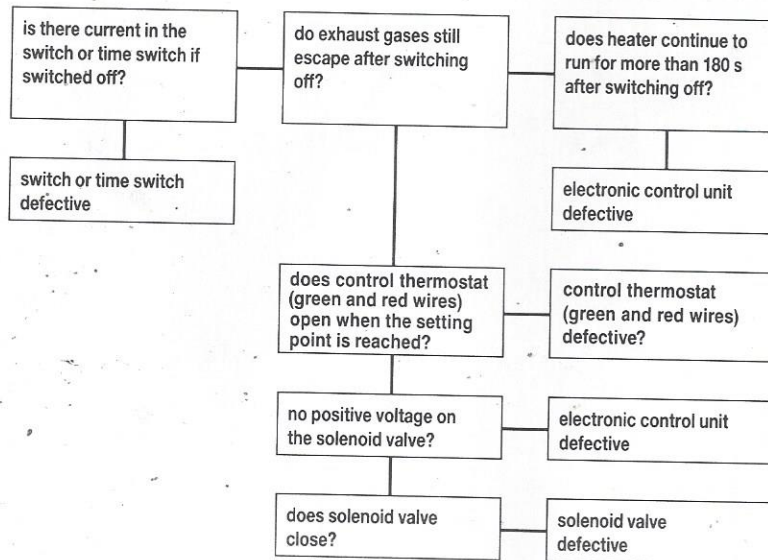 is there current in the
switch or time switch if
switched off?
do exhaust gases still
escape after switching
off?
does heater continue to
run for more than 180 s
after switching off?
switch or time switch
defective
electronic control unit
defective
does control thermostat
(green and red wires)
open when the setting
point is reached?
control thermostat
(green and red wires)
defective?
no positive voltage on
the solenoid valve?
electronic control unit
defective
does solenoid valve
close?
solenoid valve
defective